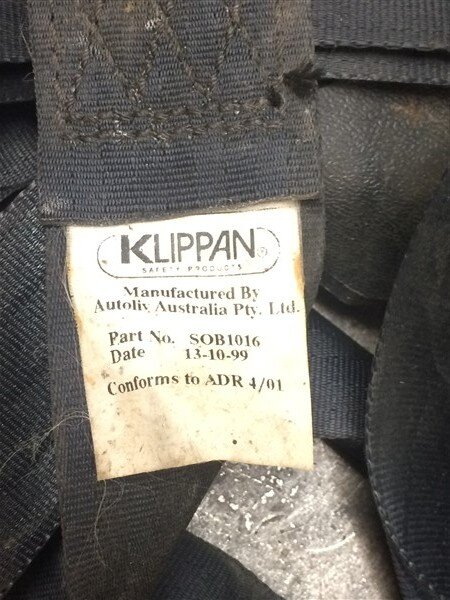 KLIPPAN®
SAFETY PRODUCTS
Manufactured By
Autoliv Australia Pty. Ltd.
Part No. SOB1016
Date 13-10-99
Conforms to ADR 4/01